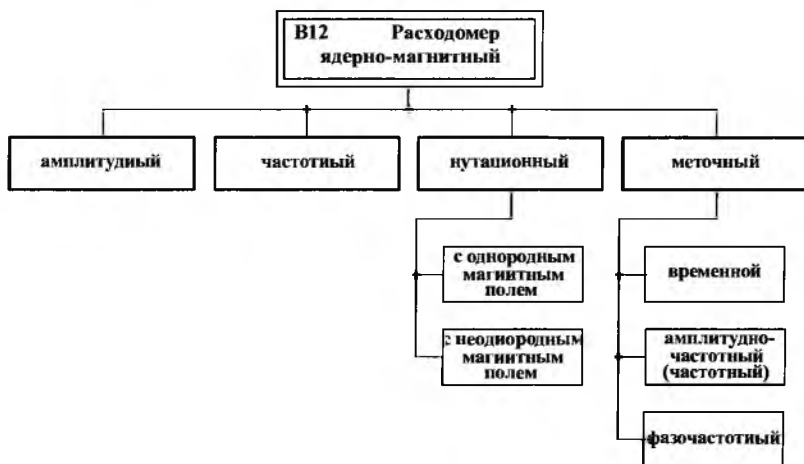 В12 Расходомер
ядерно-магнитный
амплитудный
частотный
нутационный
меточный
с однородным
магнитным
полем
с неоднородным
магнитным
полем
временной
амплитудно-
частотный
(частотный)
фазочастотный